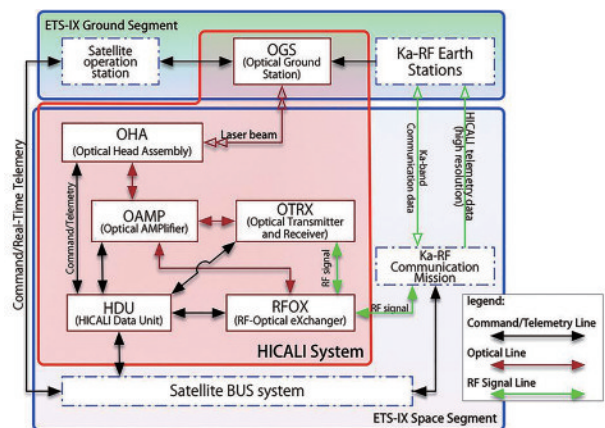 ETS-IX Ground Segment
Satellite
operation
station
OGS
(Optical Ground
Station)
Ka-RF Earth
Stations
Laser beam
OHA
(Optical Head Assembly)
Command/Real-Time Telemery
Command/Telemetry
Ka-band
Communication data
HICALI telemetry data
(high resolution)
OAMP
(Optical AMPlifier)
OTRX
(Optical Transmitter
and Receiver)
RF signal
Ka-RF
Communication
Mission
HDU
(HICALI Data Unit)
RFOX
(RF-Optical eXchanger)
RF signal
HICALI System
Satellite BUS system
ETS-IX Space Segment
legend:
Command/Telemetry Line
Optical Line
RF Signal Line